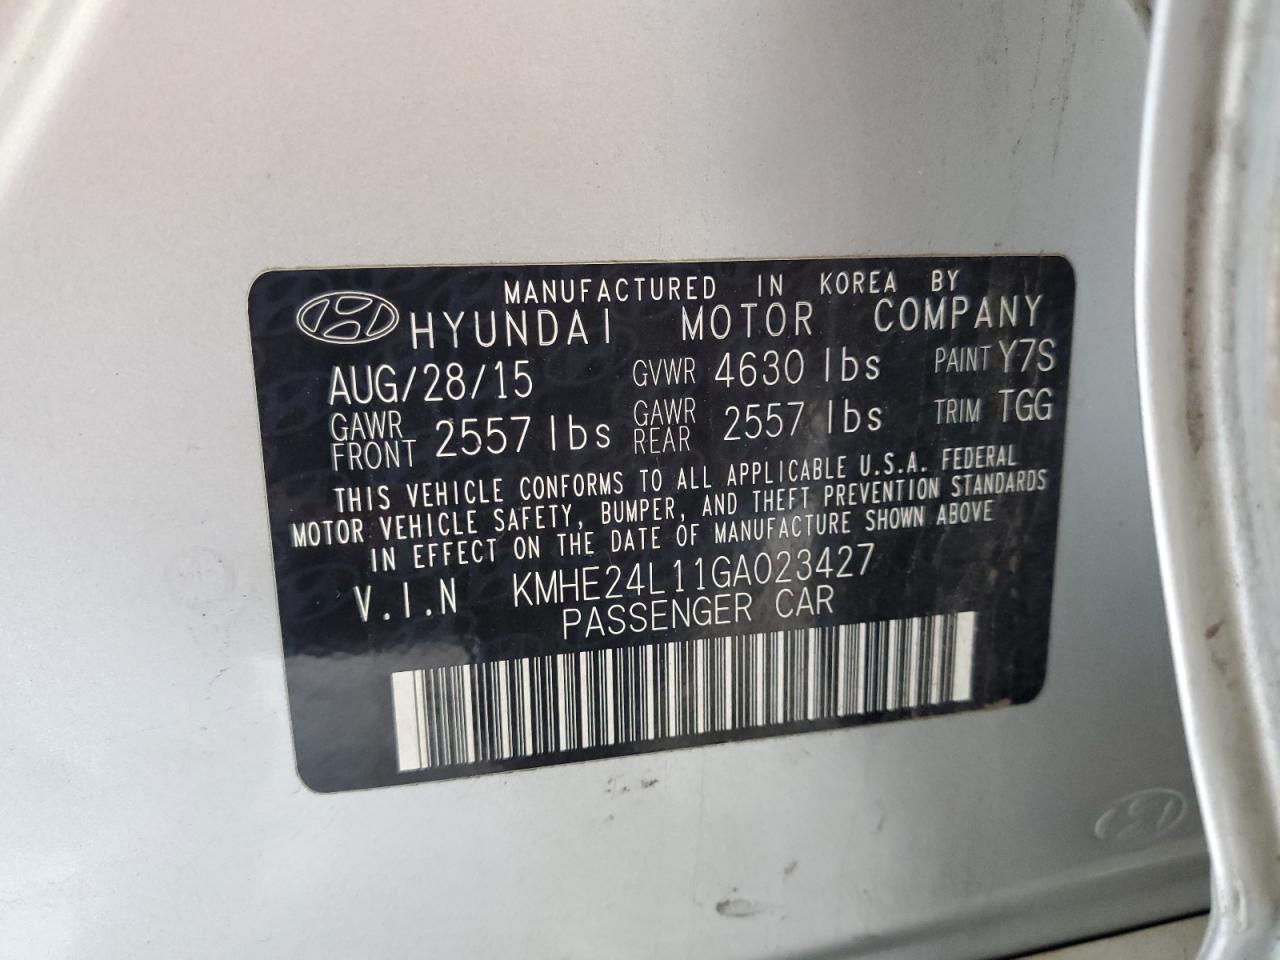 MANUFACTURED IN KOREA BY
HYUNDAI MOTOR COMPANY
AUG/28/15 GVWR 4630 lbs PAINT Y7S
GAWR FRONT 2557 lbs GAWR REAR 2557 lbs TRIM TGG
THIS VEHICLE CONFORMS TO ALL APPLICABLE U.S.A. FEDERAL
MOTOR VEHICLE SAFETY, BUMPER, AND THEFT PREVENTION STANDARDS
IN EFFECT ON THE DATE OF MANUFACTURE SHOWN ABOVE
V.I.N KMHE24L11GA023427
PASSENGER CAR